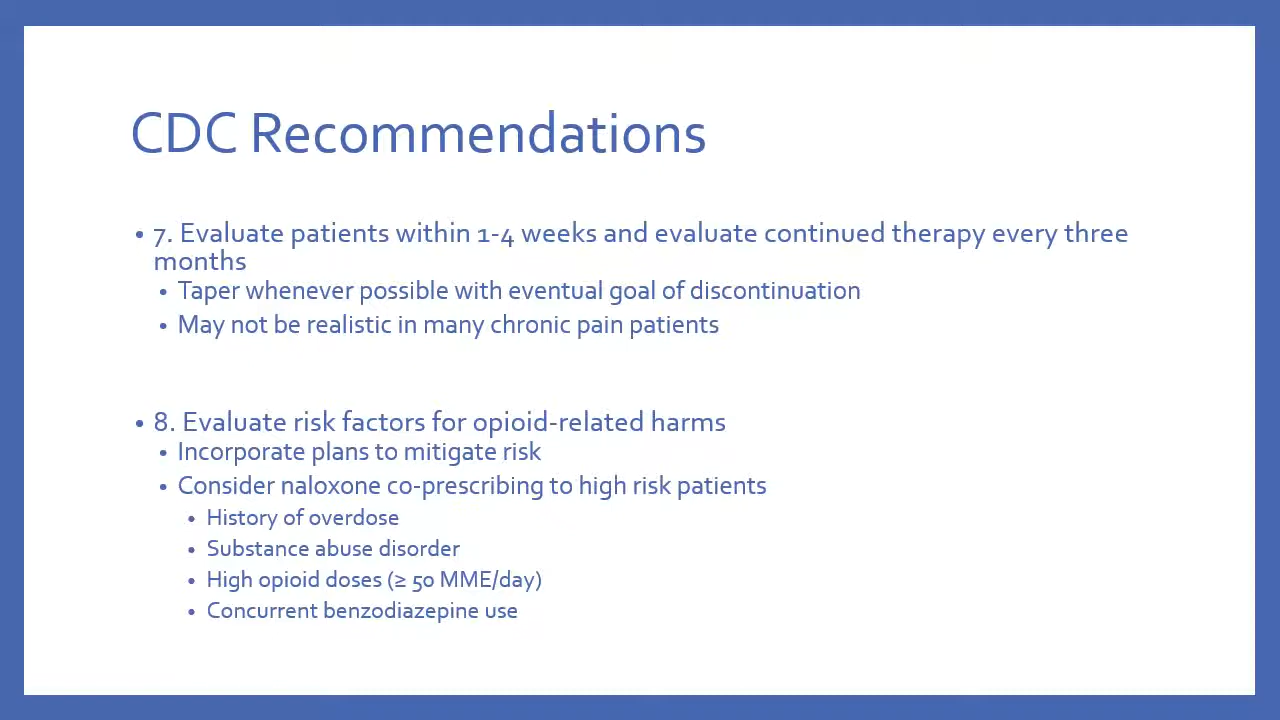 CDC Recommendations
• 7. Evaluate patients within 1-4 weeks and evaluate continued therapy every three
months
• Taper whenever possible with eventual goal of discontinuation
• May not be realistic in many chronic pain patients
• 8. Evaluate risk factors for opioid-related harms
• Incorporate plans to mitigate risk
• Consider naloxone co-prescribing to high risk patients
• History of overdose
• Substance abuse disorder
• High opioid doses (≥ 50 MME/day)
• Concurrent benzodiazepine use